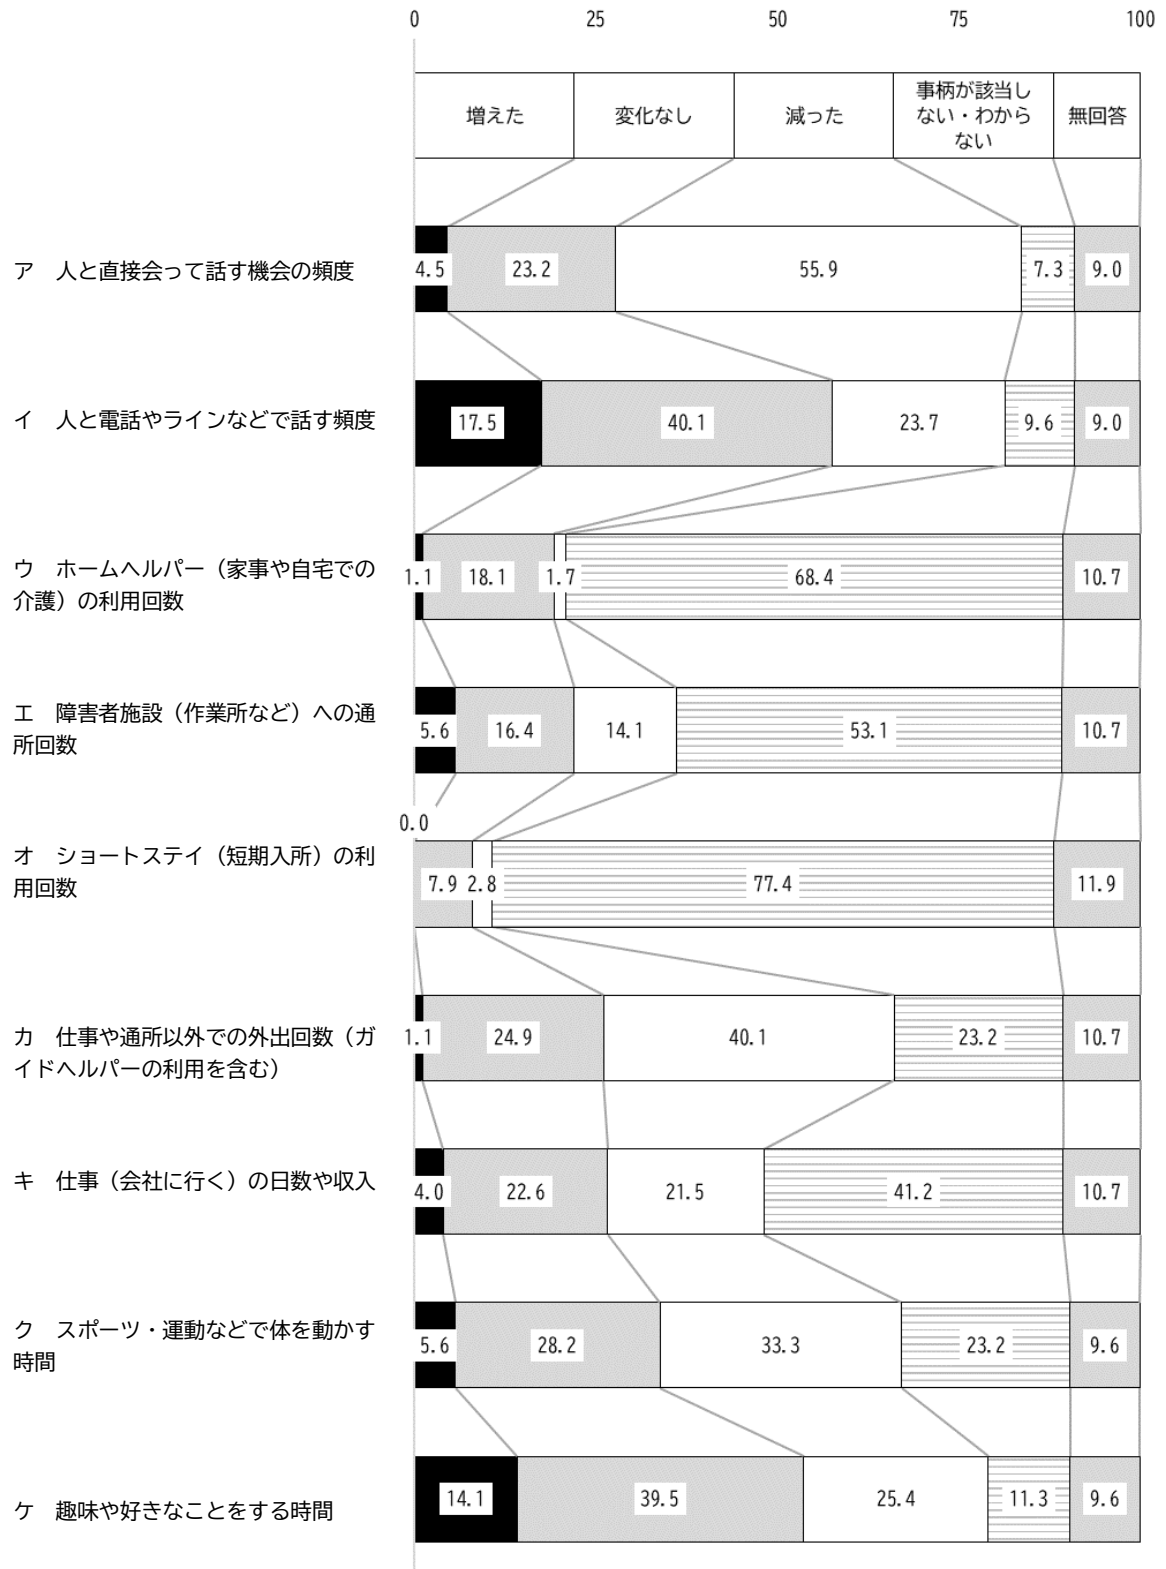 0 25 50 75 100
増えた 変化なし 減った 事柄が該当し 無回答
ない・わから
ない
ア 人と直接会って話す機会の頻度 4.5 23.2 55.9 7.3 9.0
イ 人と電話やラインなどで話す頻度 17.5 40.1 23.7 9.6 9.0
ウ ホームヘルパー（家事や自宅での
介護）の利用回数
1.1 18.1 1.7 68.4 10.7
エ 障害者施設（作業所など）への通
所回数
5.6 16.4 14.1 53.1 10.7
0.0
オ ショートステイ（短期入所）の利
用回数
7.9 2.8 77.4 11.9
カ 仕事や通所以外での外出回数（ガ
イドヘルパーの利用を含む）
1.1 24.9 40.1 23.2 10.7
キ 仕事（会社に行く）の日数や収入 4.0 22.6 21.5 41.2 10.7
ク スポーツ・運動などで体を動かす
時間
5.6 28.2 33.3 23.2 9.6
ケ 趣味や好きなことをする時間 14.1 39.5 25.4 11.3 9.6